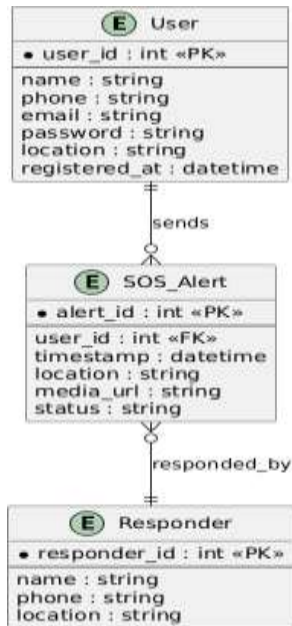 E User
user_id : int «PK»
name : string
phone : string
email : string
password : string
location : string
registered_at : datetime
sends
E SOS_Alert
alert_id : int «PK»
user_id : int «FK»
timestamp : datetime
location : string
media_url : string
status : string
responded_by
E Responder
responder_id : int «PK»
name : string
phone : string
location : string